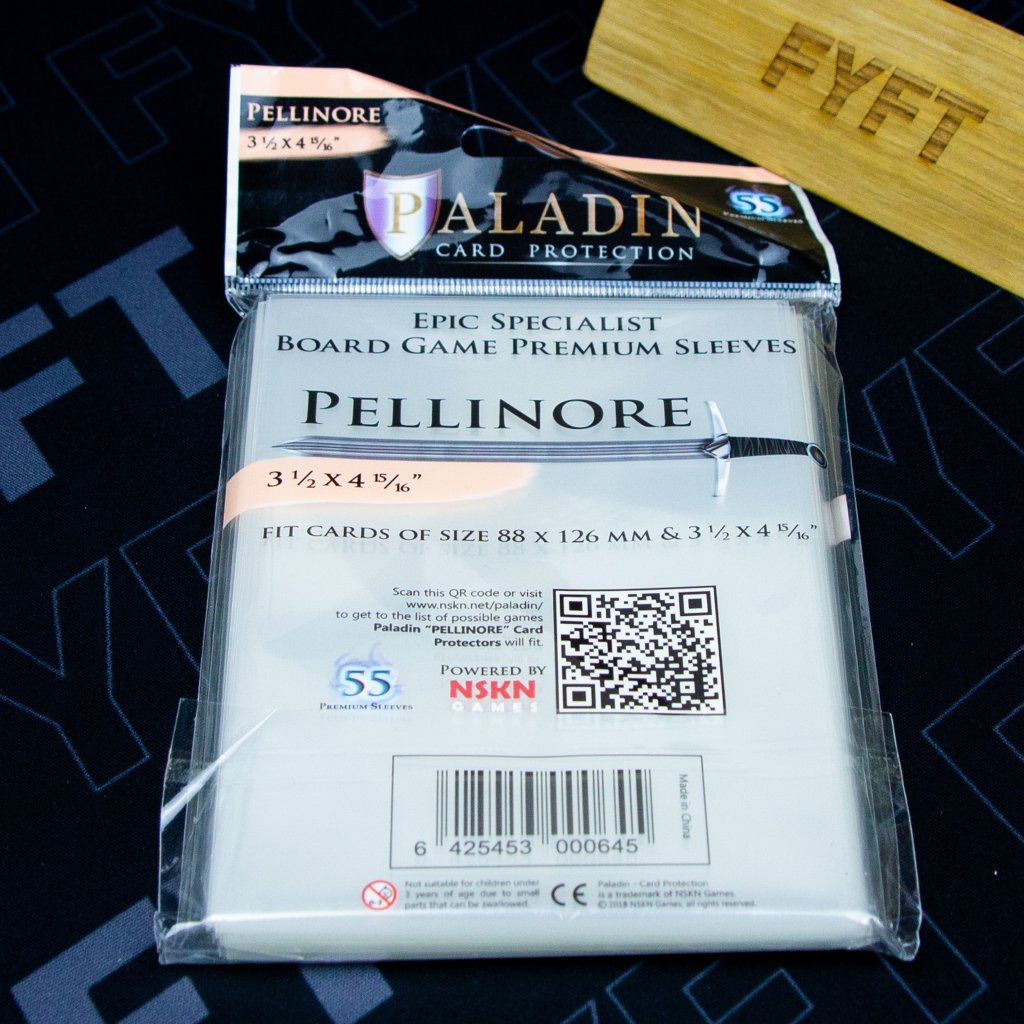 FYFT
PELLINORE
3 ½ X 4 15/16"
PALADIN
CARD PROTECTION
55
PREMIUM SLEEVES
EPIC SPECIALIST
BOARD GAME PREMIUM SLEEVES
PELLINORE
3 ½ X 4 15/16"
FIT CARDS OF SIZE 88 X 126 MM & 3 ½ X 4 15/16"
Scan this QR code or visit
www.nskn.net/paladin/
to get to the list of possible games
Paladin "PELLINORE" Card
Protectors will fit.
55
PREMIUM SLEEVES
POWERED BY
NSKN
GAMES
Made in China
6 425453 000645
Not suitable for children under
3 years of age due to small
parts that can be swallowed.
CE
Paladin - Card Protection
is a trademark of NSKN Games.
© 2018 NSKN Games, all rights reserved.
FYFT